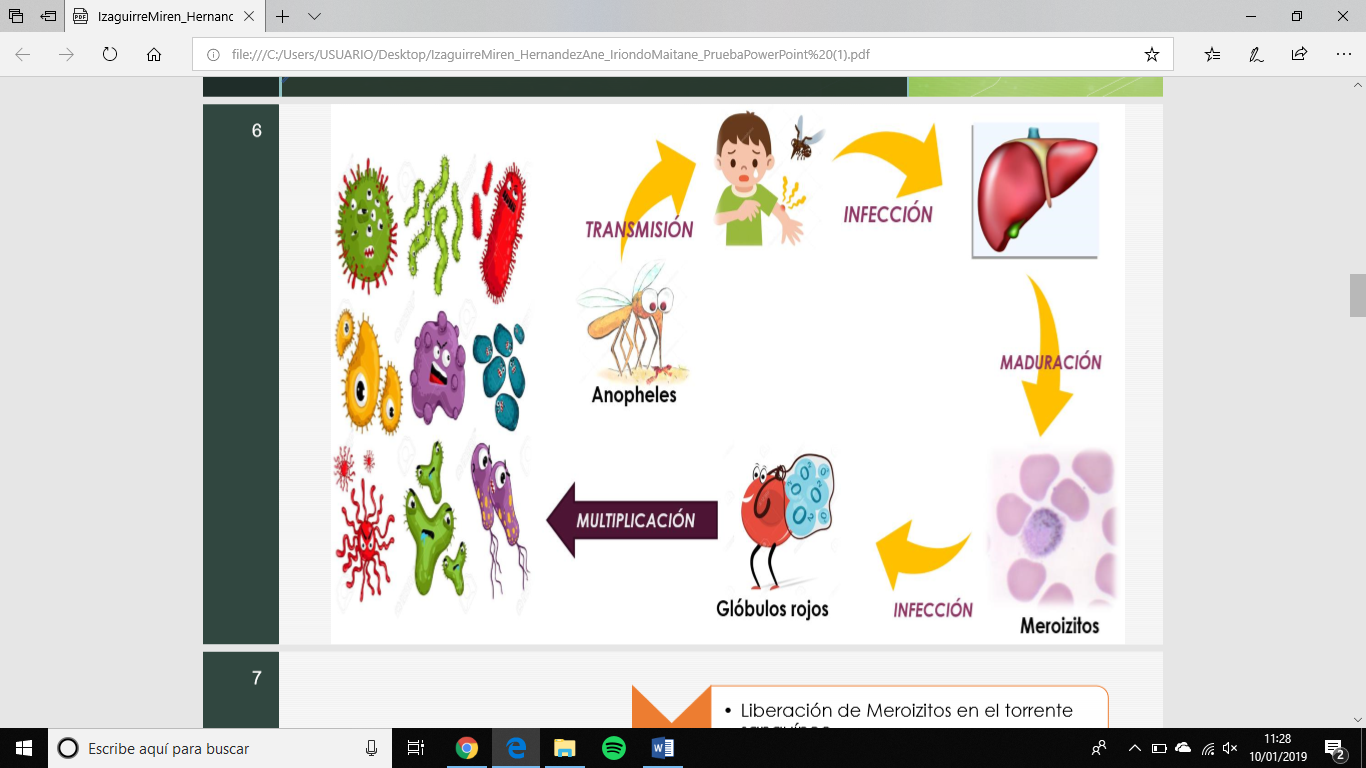 IzaguirreMiren_Hernanc
file:///C:/Users/USUARIO/Desktop/IzaguirreMiren_HernandezAne_IriondoMaitane_PruebaPowerPoint%20(1).pdf
6
TRANSMISIÓN
INFECCIÓN
Anopheles
MADURACIÓN
MULTIPLICACIÓN
Glóbulos rojos
INFECCIÓN
Meroizitos
7
• Liberación de Meroizitos en el torrente
Escribe aquí para buscar
11:28
10/01/2019
2